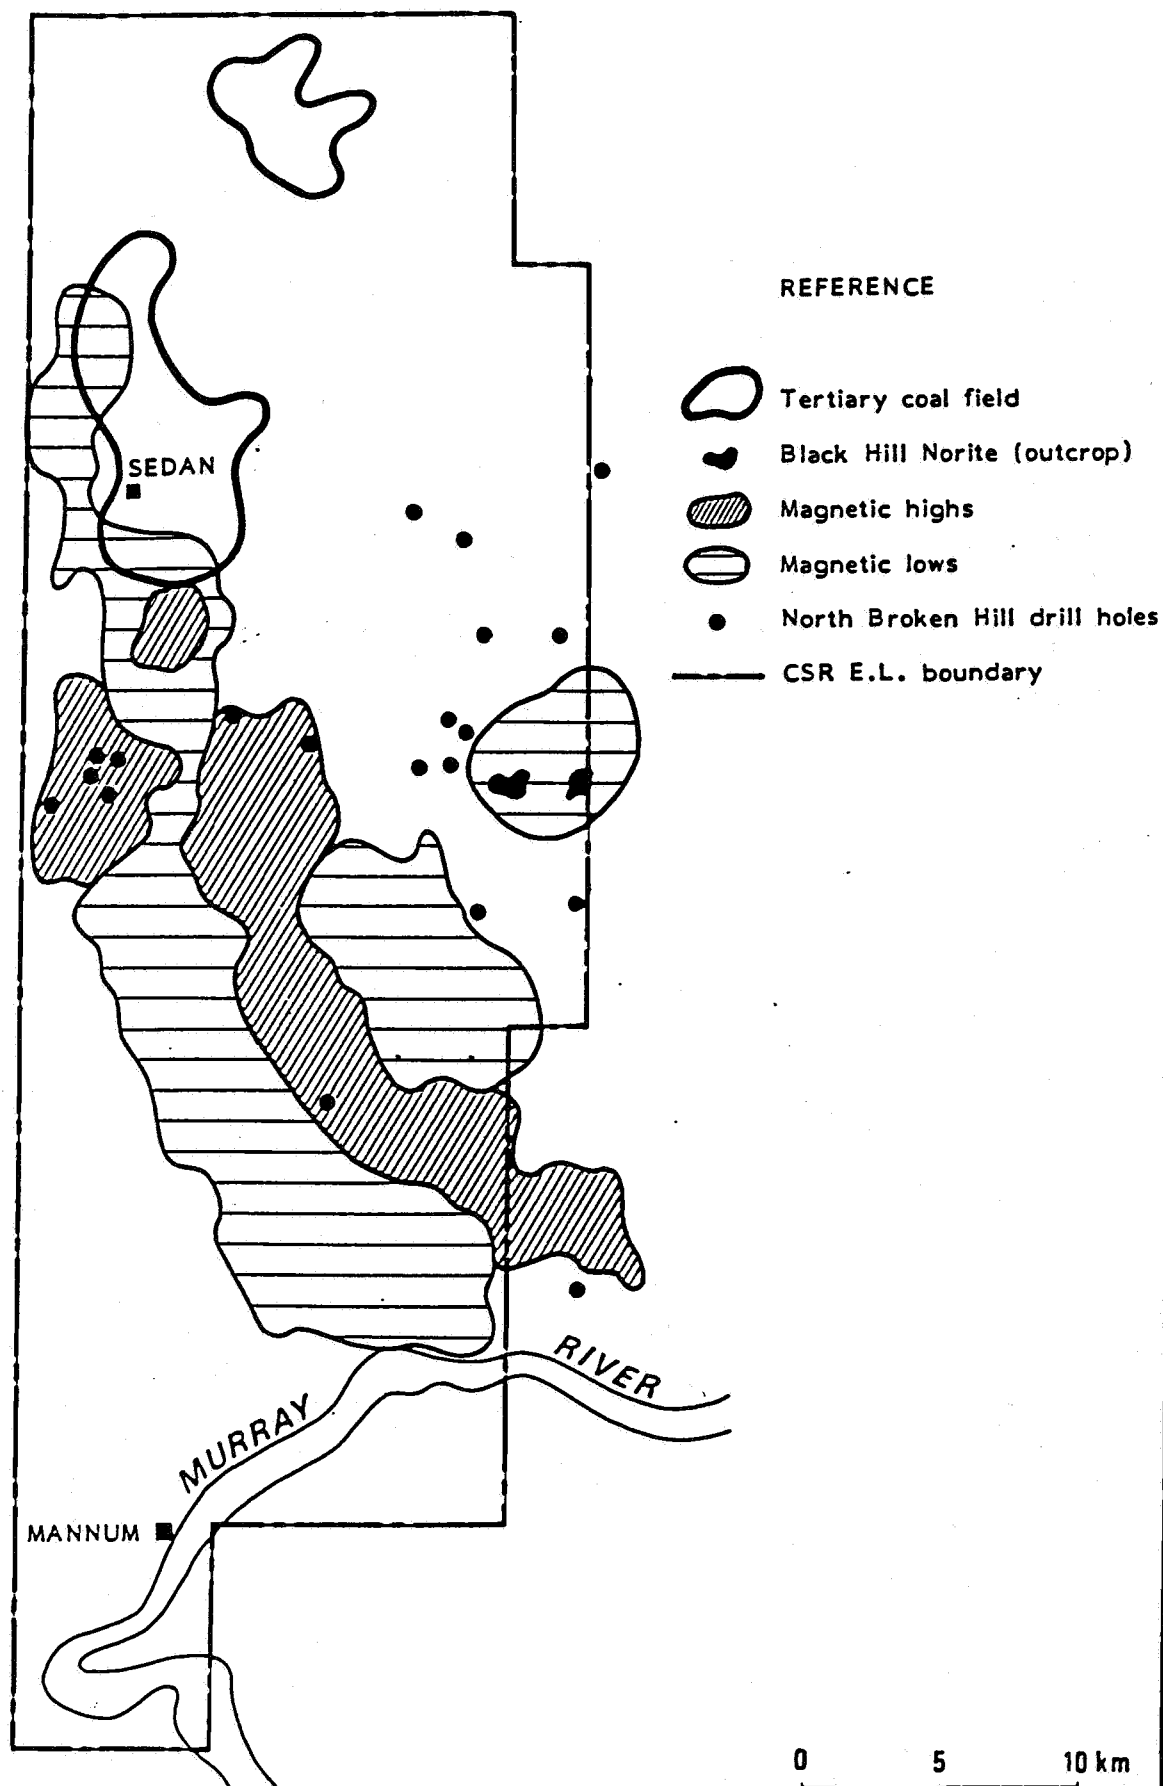 REFERENCE
Tertiary coal field
Black Hill Norite (outcrop)
SEDAN
Magnetic highs
Magnetic lows
North Broken Hill drill holes
CSR E.L. boundary
RIVER
MURRAY
MANNUM
0 5 10 km